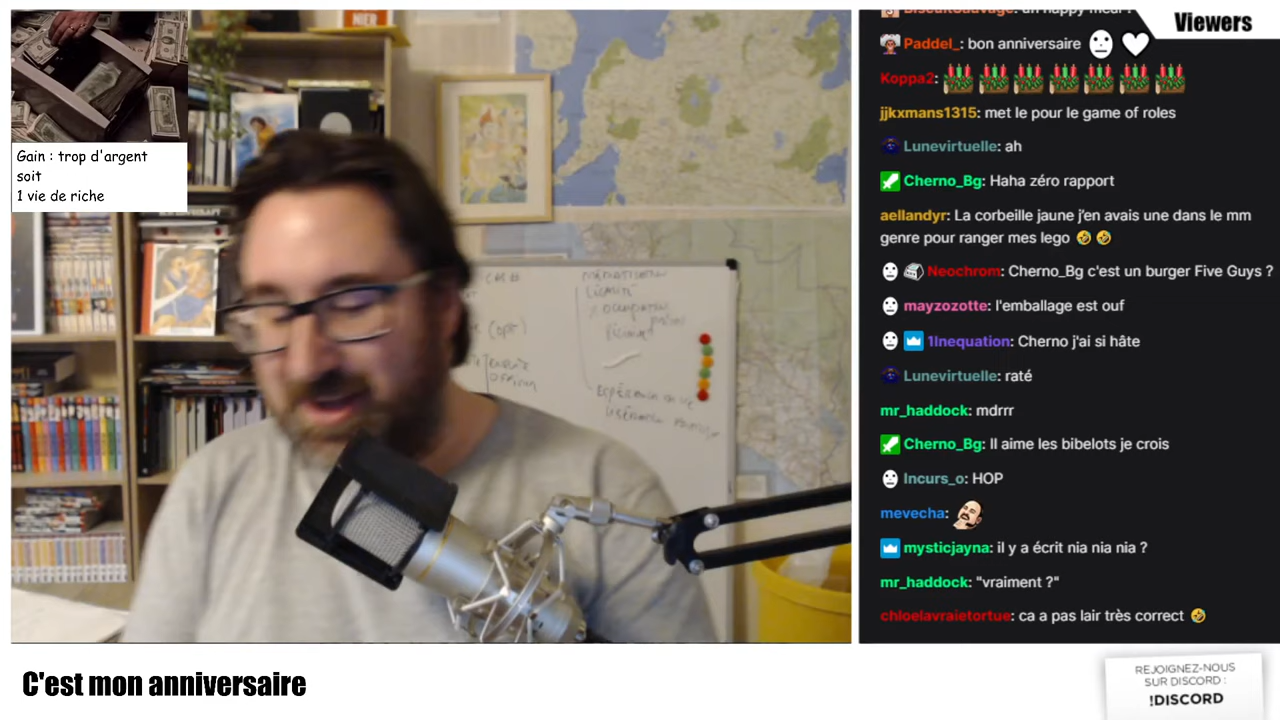 NIER
Gain : trop d'argent
soit
1 vie de riche
Viewers
Paddel_: bon anniversaire
Koppa2:
jjkxmans1315: met le pour le game of roles
Lunevirtuelle: ah
Cherno_Bg: Haha zéro rapport
aellandyr: La corbeille jaune j'en avais une dans le mm
genre pour ranger mes lego
Neochrom: Cherno_Bg c'est un burger Five Guys ?
mayzozotte: l'emballage est ouf
1Inequation: Cherno j'ai si hâte
Lunevirtuelle: raté
mr_haddock: mdrrr
Cherno_Bg: Il aime les bibelots je crois
Incurs_o: HOP
mevecha:
mysticjayna: il y a écrit nia nia nia ?
mr_haddock: "vraiment ?"
chloelavraietortue: ca a pas lair très correct
C'est mon anniversaire
REJOIGNEZ-NOUS
SUR DISCORD :
!DISCORD